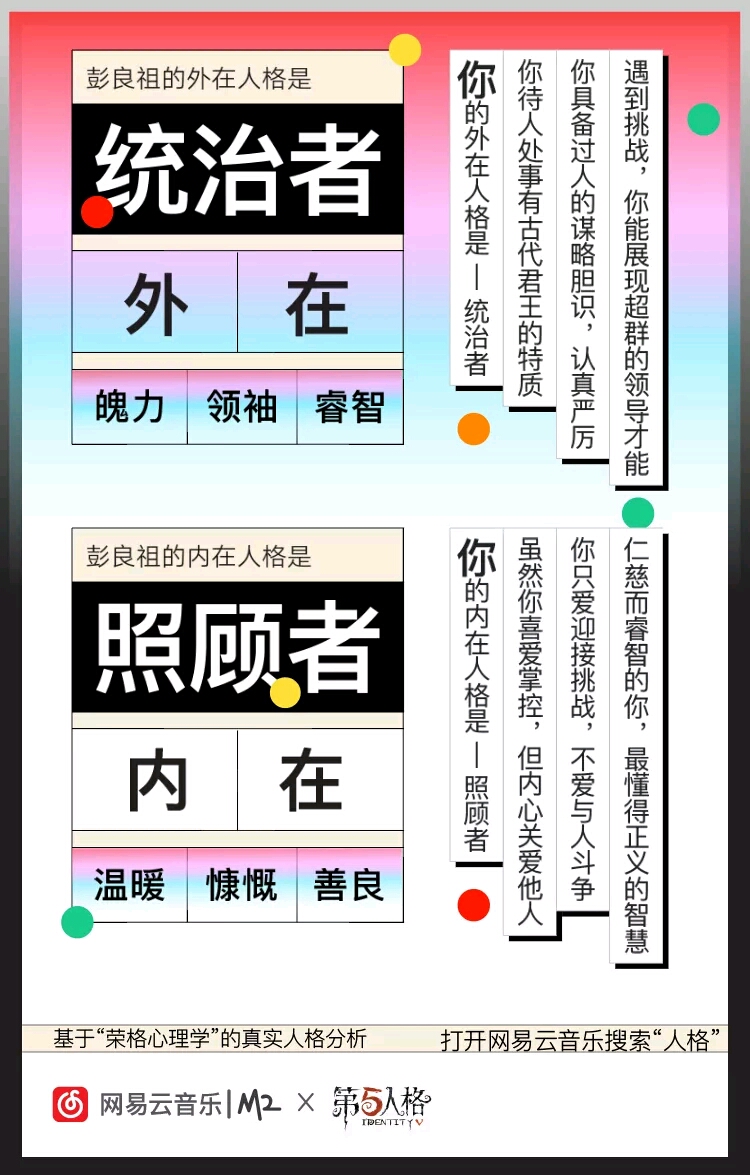 彭良祖的外在人格是
统治者
外在
魄力 领袖 睿智
你的外在人格是—统治者
你待人处事有古代君王的特质
你具备过人的谋略胆识，认真严厉
遇到挑战，你能展现超群的领导才能
彭良祖的内在人格是
照顾者
内在
温暖 慷慨 善良
你的内在人格是—照顾者
虽然你喜爱掌控，但内心关爱他人
你只爱迎接挑战，不爱与人斗争
仁慈而睿智的你，最懂得正义的智慧
基于“荣格心理学”的真实人格分析
打开网易云音乐搜索“人格”
网易云音乐|M2 × 第5人格
IDENTITY V